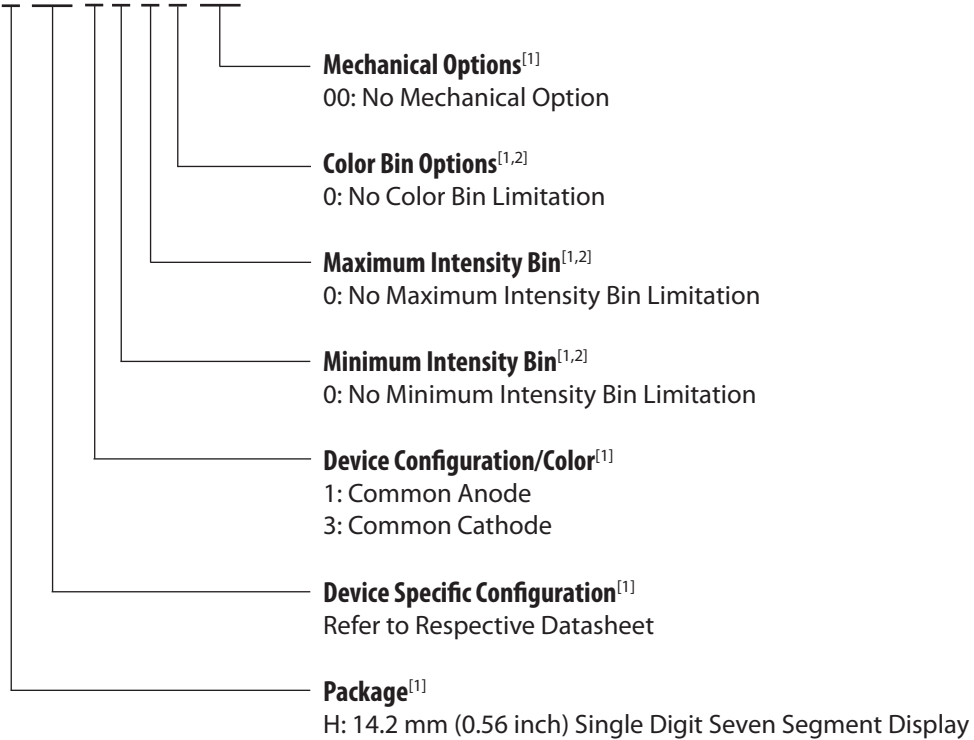 Mechanical Options[1]
00: No Mechanical Option
Color Bin Options[1,2]
0: No Color Bin Limitation
Maximum Intensity Bin[1,2]
0: No Maximum Intensity Bin Limitation
Minimum Intensity Bin[1,2]
0: No Minimum Intensity Bin Limitation
Device Configuration/Color[1]
1: Common Anode
3: Common Cathode
Device Specific Configuration[1]
Refer to Respective Datasheet
Package[1]
H: 14.2 mm (0.56 inch) Single Digit Seven Segment Display